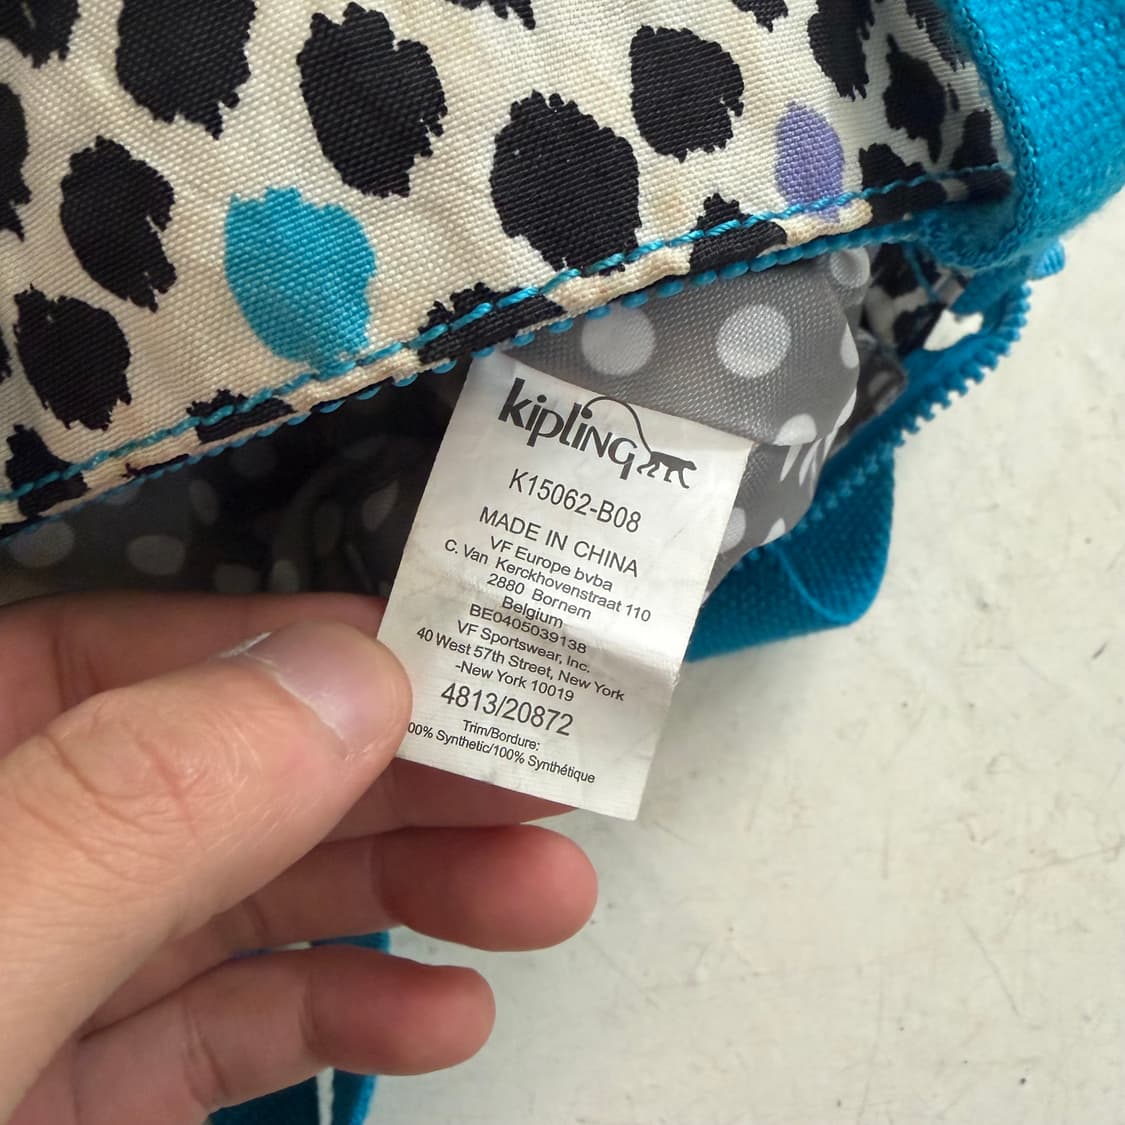 kipling
K15062-B08
MADE IN CHINA
VF Europe bvba
C. Van Kerckhovenstraat 110
2880 Bornem
Belgium
BE0405039138
VF Sportswear, Inc.
40 West 57th Street, New York
-New York 10019
4813/20872
Trim/Bordure:
00% Synthetic/100% Synthétique